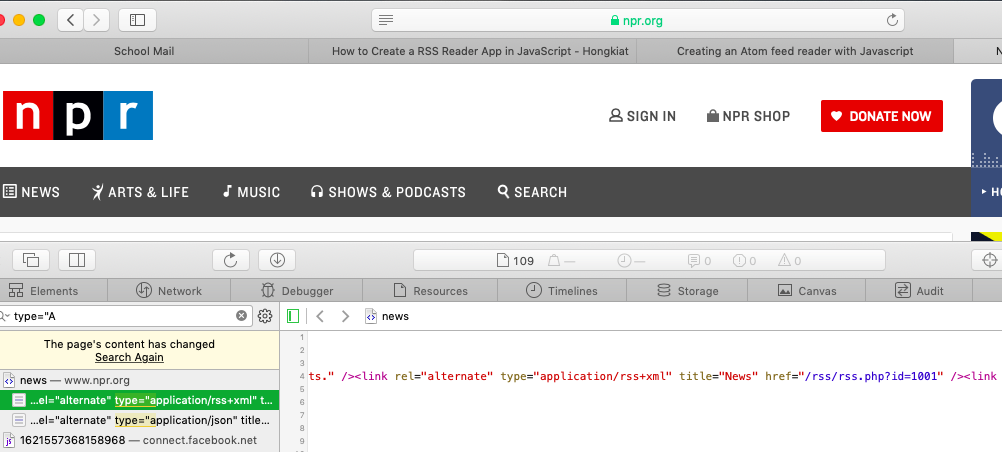 npr.org
School Mail
How to Create a RSS Reader App in JavaScript - Hongkiat
Creating an Atom feed reader with Javascript
N
npr
SIGN IN
NPR SHOP
DONATE NOW
NEWS
ARTS & LIFE
MUSIC
SHOWS & PODCASTS
SEARCH
HO
109
—
—
0
0
0
Elements
Network
Debugger
Resources
Timelines
Storage
Canvas
Audit
type="A
news
The page's content has changed
Search Again
news — www.npr.org
...el="alternate" type="application/rss+xml" t...
...el="alternate" type="application/json" title...
1621557368158968 — connect.facebook.net
1
2
3
4 ts." /><link rel="alternate" type="application/rss+xml" title="News" href="/rss/rss.php?id=1001" /><link
5
6
7
8
9